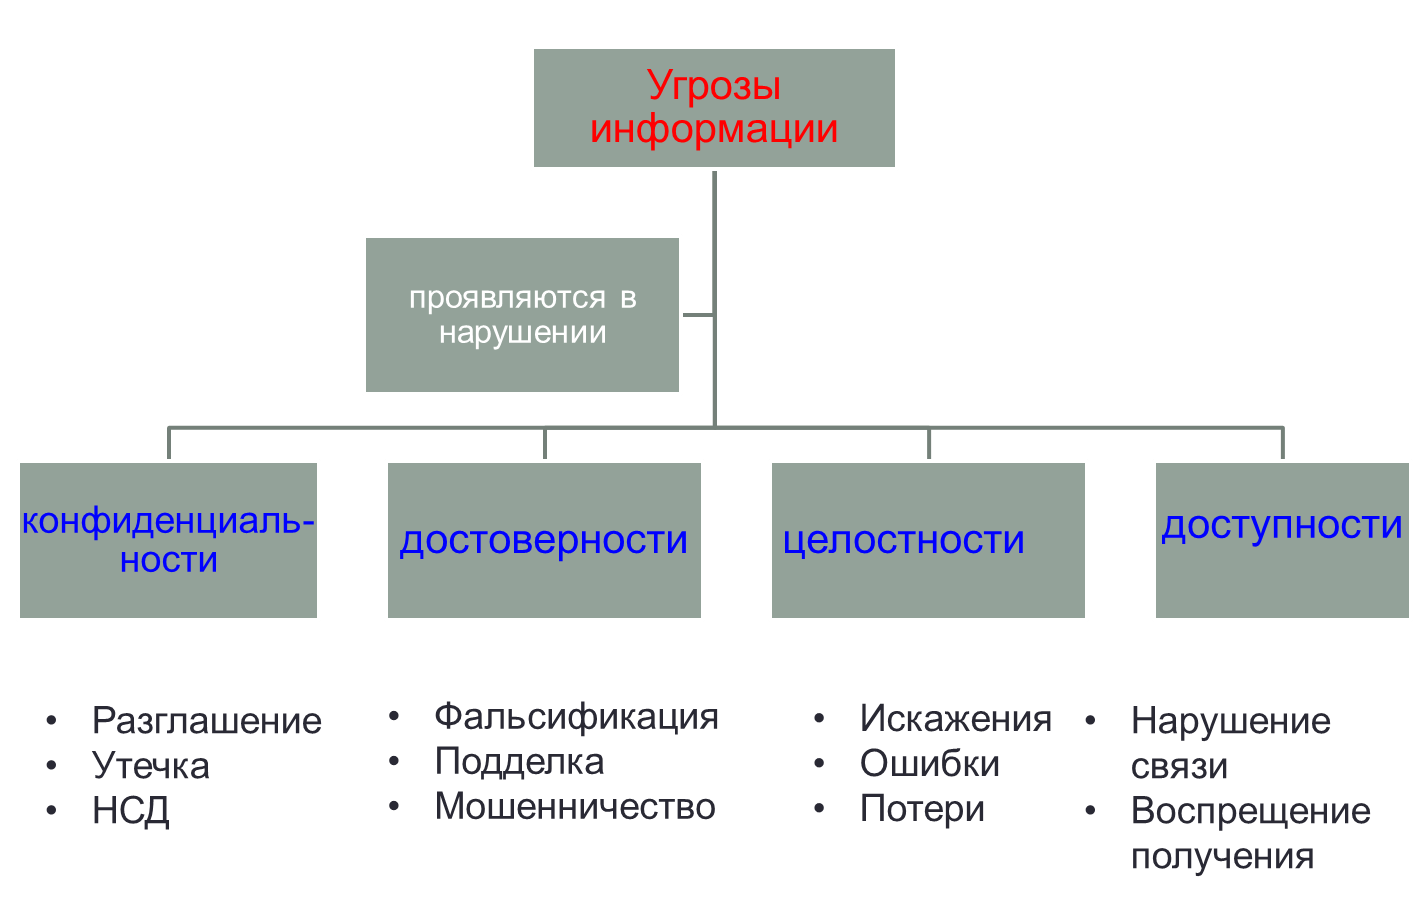 Угрозы
информации
проявляются в
нарушении
конфиденциаль-
ности
достоверности
целостности
доступности
• Разглашение
• Утечка
• НСД
• Фальсификация
• Подделка
• Мошенничество
• Искажения
• Ошибки
• Потери
• Нарушение
связи
• Воспрещение
получения